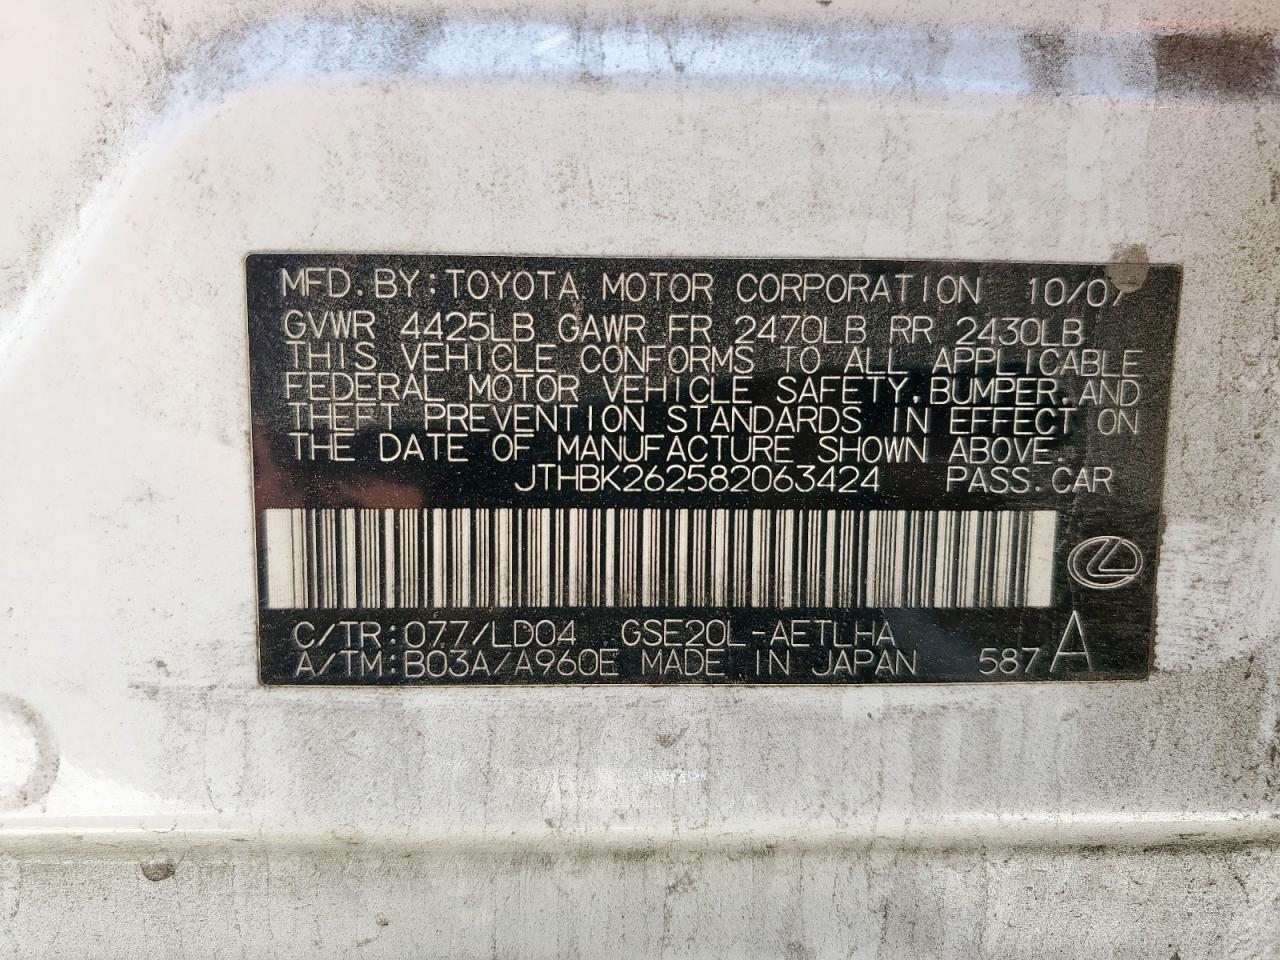 MFD.BY:TOYOTA MOTOR CORPORATION 10/07
GVWR 4425LB GAWR FR 2470LB RR 2430LB
THIS VEHICLE CONFORMS TO ALL APPLICABLE
FEDERAL MOTOR VEHICLE SAFETY,BUMPER,AND
THEFT PREVENTION STANDARDS IN EFFECT ON
THE DATE OF MANUFACTURE SHOWN ABOVE.
JTHBK262582063424 PASS.CAR
C/TR:077/LD04 GSE20L-AETLHA
A/TM:B03A/A960E MADE IN JAPAN 587 A